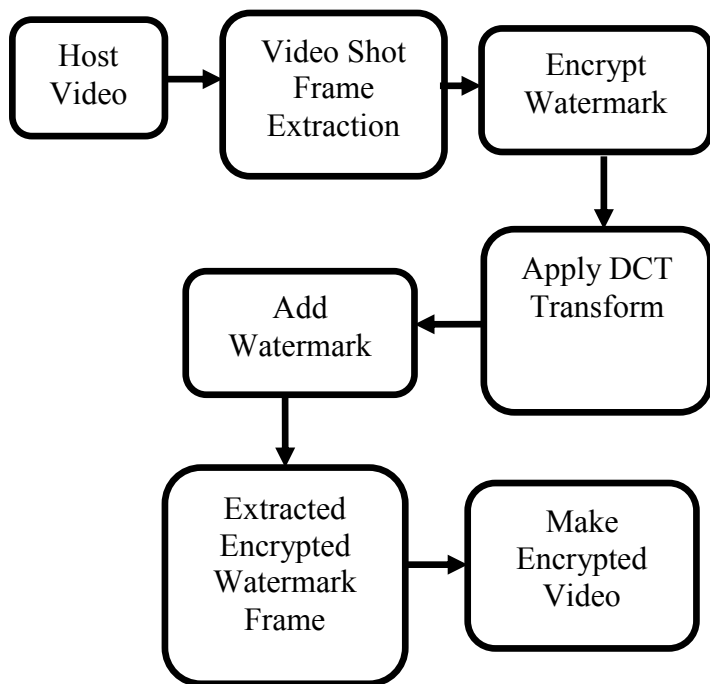 Host
Video
Video Shot
Frame
Extraction
Encrypt
Watermark
Apply DCT
Transform
Add
Watermark
Extracted
Encrypted
Watermark
Frame
Make
Encrypted
Video